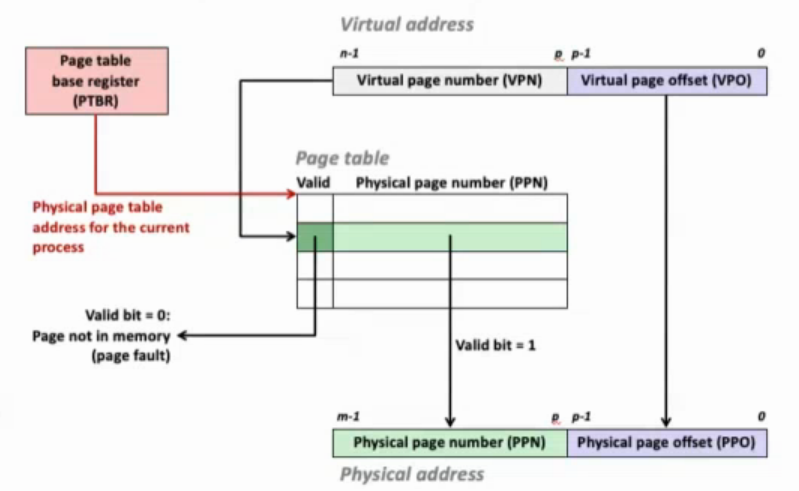 Virtual address
n-1 p p-1 0
Page table
base register
(PTBR)
Virtual page number (VPN) Virtual page offset (VPO)
Page table
Valid Physical page number (PPN)
Physical page table
address for the current
process
Valid bit = 0:
Page not in memory
(page fault)
Valid bit = 1
m-1 p p-1 0
Physical page number (PPN) Physical page offset (PPO)
Physical address